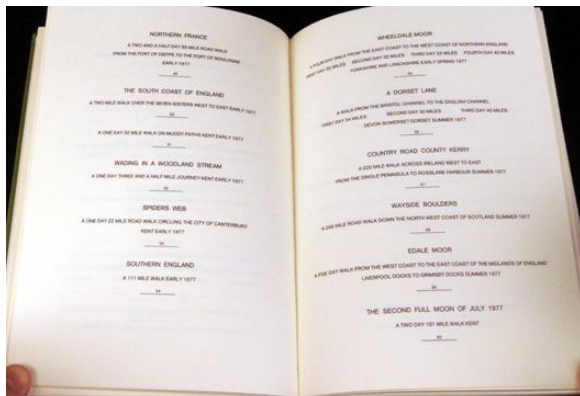 NORTHERN FRANCE
A TWO AND A HALF DAY 85 MILE ROAD WALK
FROM THE PORT OF DIEPPE TO THE PORT OF BOULOGNE
EARLY 1977
THE SOUTH COAST OF ENGLAND
A TWO MILE WALK OVER THE SEVEN SISTERS WEST TO EAST EARLY 1977
A ONE DAY 32 MILE WALK ON MUDDY PATHS KENT EARLY 1977
WADING IN A WOODLAND STREAM
A ONE DAY THREE AND A HALF MILE JOURNEY KENT EARLY 1977
SPIDERS WEB
A ONE DAY 22 MILE ROAD WALK CIRCLING THE CITY OF CANTERBURY
KENT EARLY 1977
SOUTHERN ENGLAND
A 111 MILE WALK EARLY 1977
WHEELDALE MOOR
A FOUR DAY WALK FROM THE EAST COAST TO THE WEST COAST OF NORTHERN ENGLAND
FIRST DAY MILES SECOND DAY MILES THIRD DAY MILES FOURTH DAY MILES
YORKSHIRE AND LANCASHIRE EARLY SPRING 1977
A DORSET LANE
A WALK FROM THE BRISTOL CHANNEL TO THE ENGLISH CHANNEL
FIRST DAY MILES SECOND DAY MILES THIRD DAY MILES
DEVON SOMERSET DORSET SUMMER 1977
COUNTRY ROAD COUNTY KERRY
A 229 MILE WALK ACROSS IRELAND WEST TO EAST
FROM THE DINGLE PENINSULA TO ROSSLARE HARBOUR SUMMER 1977
WAYSIDE BOULDERS
A MILE ROAD WALK DOWN THE NORTH WEST COAST OF SCOTLAND SUMMER 1977
EDALE MOOR
A FIVE DAY WALK FROM THE WEST COAST TO THE EAST COAST OF THE MIDLANDS OF ENGLAND
LIVERPOOL DOCKS TO GRIMSBY DOCKS SUMMER 1977
THE SECOND FULL MOON OF JULY 1977
A TWO DAY 101 MILE WALK KENT